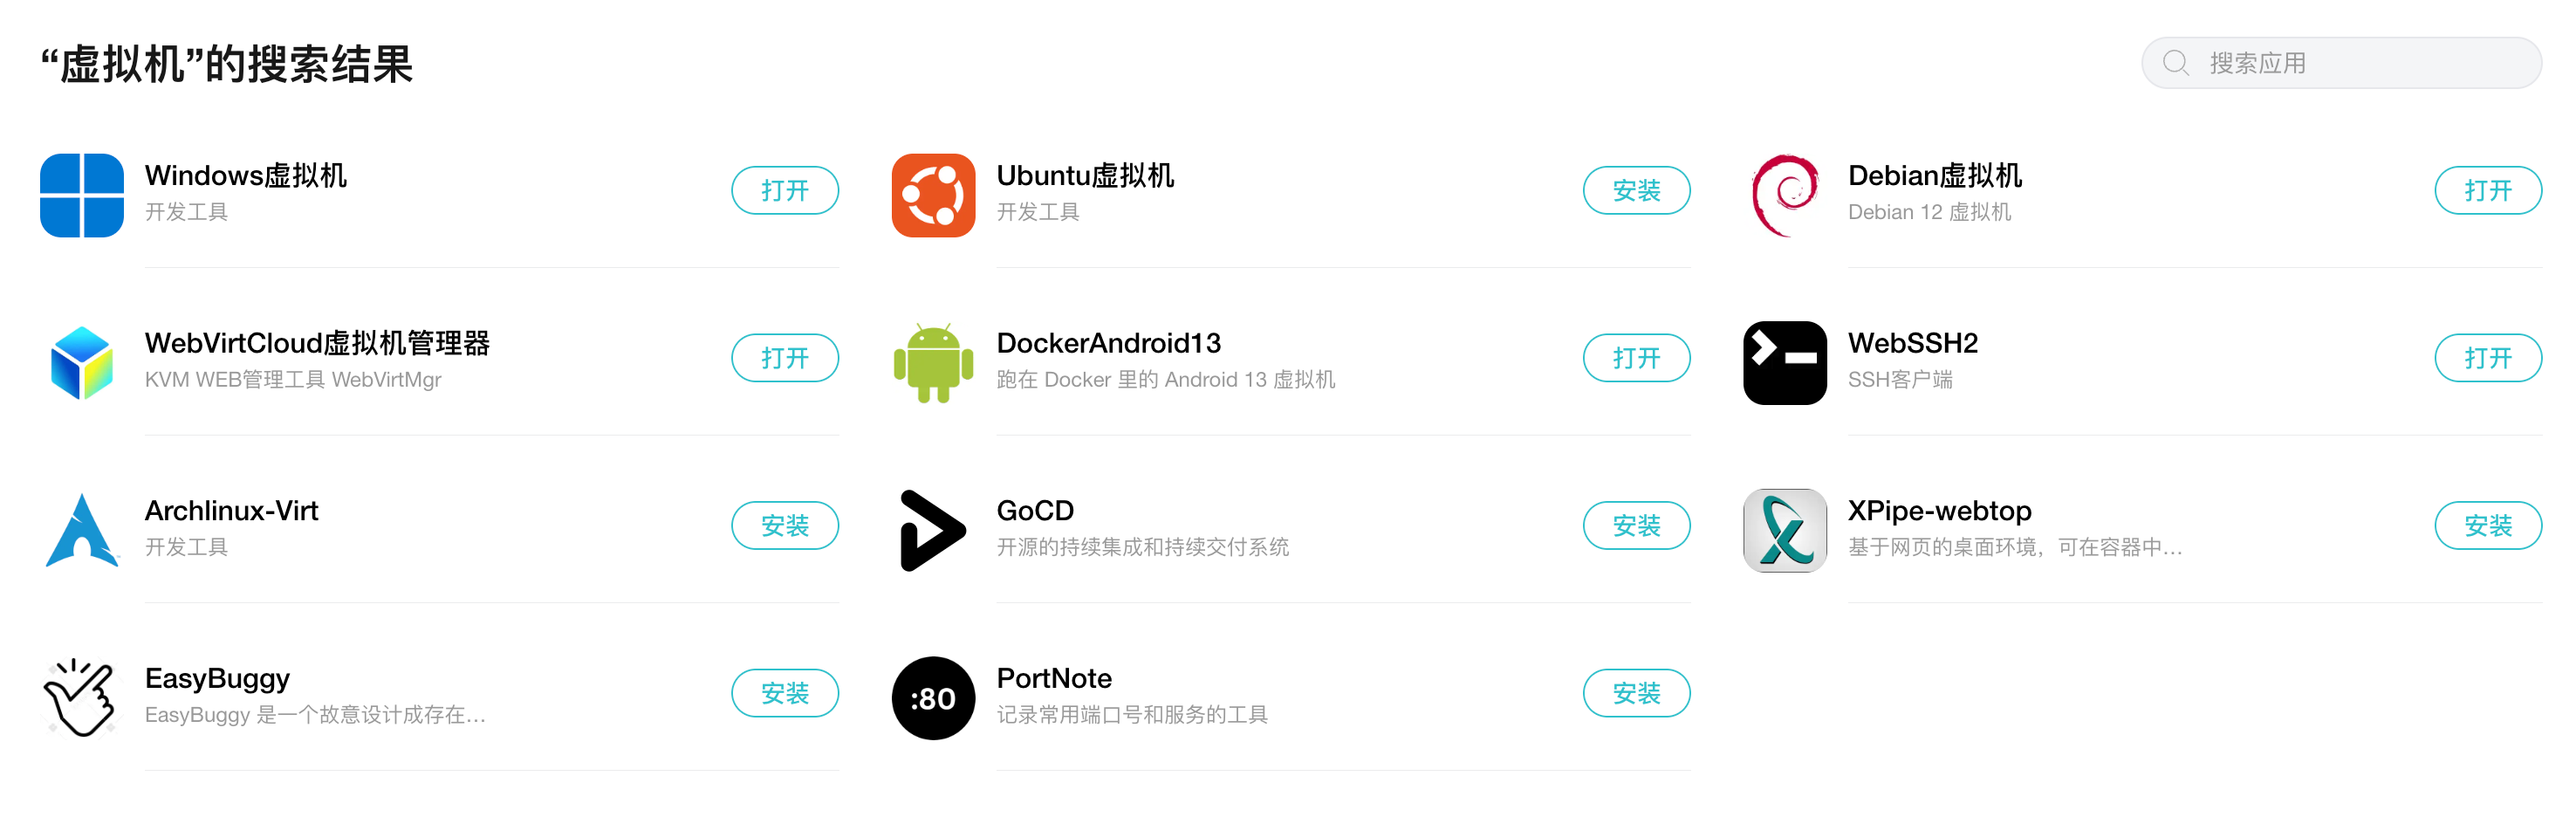 “虚拟机”的搜索结果
搜索应用
Windows虚拟机
开发工具
打开
Ubuntu虚拟机
开发工具
安装
Debian虚拟机
Debian 12 虚拟机
打开
WebVirtCloud虚拟机管理器
KVM WEB管理工具 WebVirtMgr
打开
DockerAndroid13
跑在 Docker 里的 Android 13 虚拟机
打开
WebSSH2
SSH客户端
打开
Archlinux-Virt
开发工具
安装
GoCD
开源的持续集成和持续交付系统
安装
XPipe-webtop
基于网页的桌面环境，可在容器中...
安装
EasyBuggy
EasyBuggy 是一个故意设计成存在...
安装
:80
PortNote
记录常用端口号和服务的工具
安装